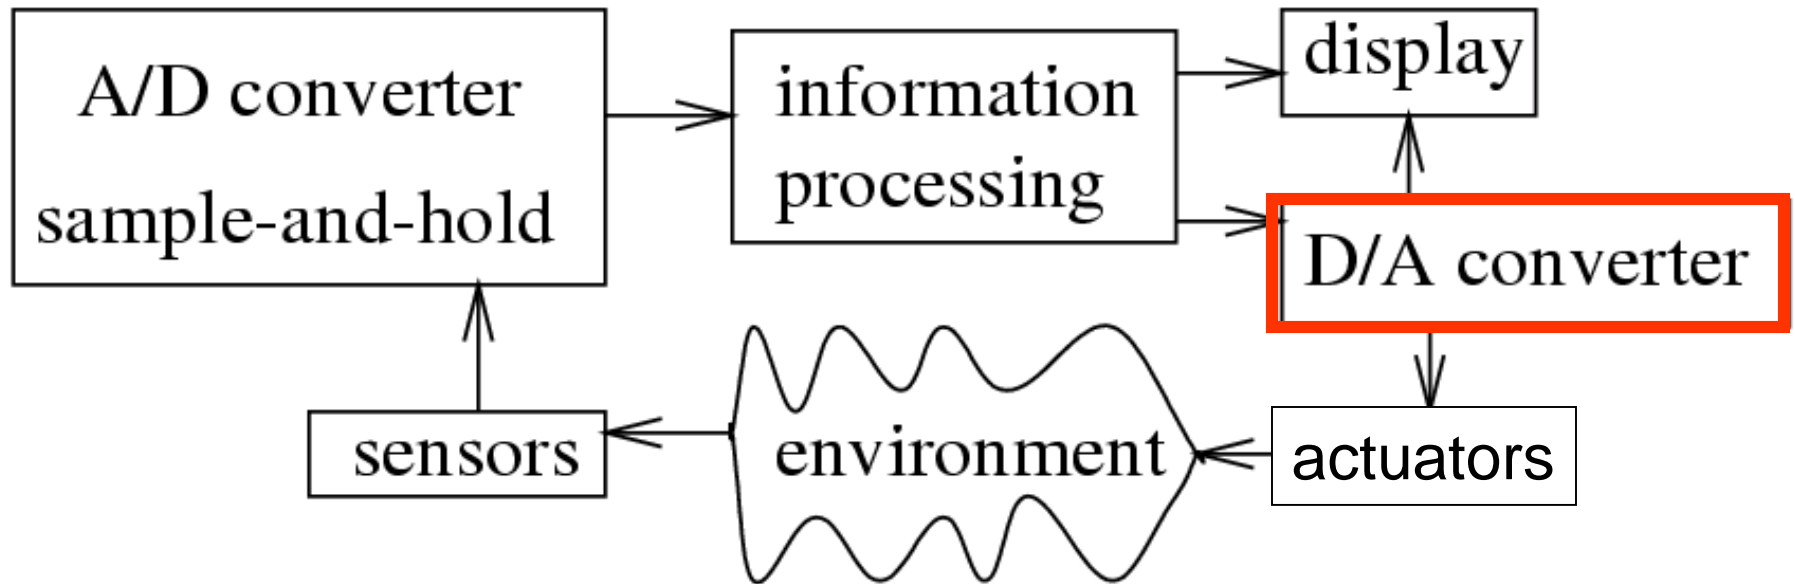 A/D converter
sample-and-hold
information
processing
display
D/A converter
sensors
environment
actuators